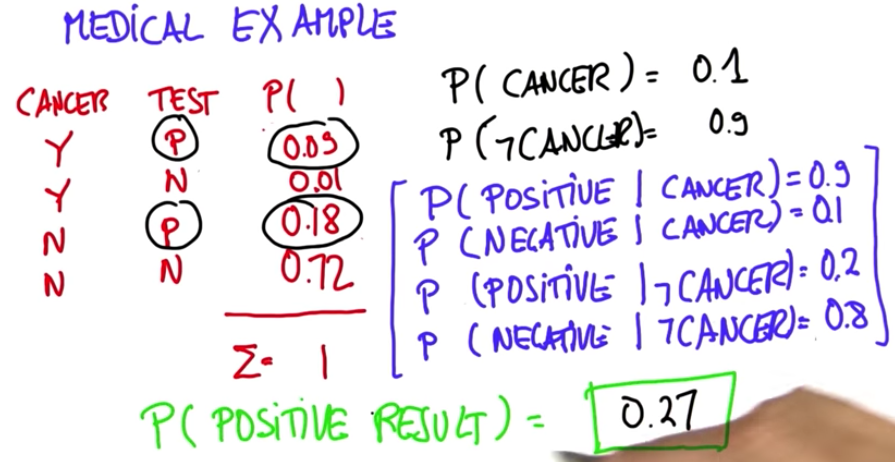 MEDICAL EXAMPLE
CANCER TEST P( )
Y P 0.09
Y N 0.01
N P 0.18
N N 0.72
Σ= 1
P( CANCER ) = 0.1
P (¬CANCER)= 0.9
P( POSITIVE | CANCER) = 0.9
P (NEGATIVE | CANCER) = 0.1
P (POSITIVE | ¬CANCER)= 0.2
P (NEGATIVE | ¬CANCER)= 0.8
P( POSITIVE RESULT) = 0.27